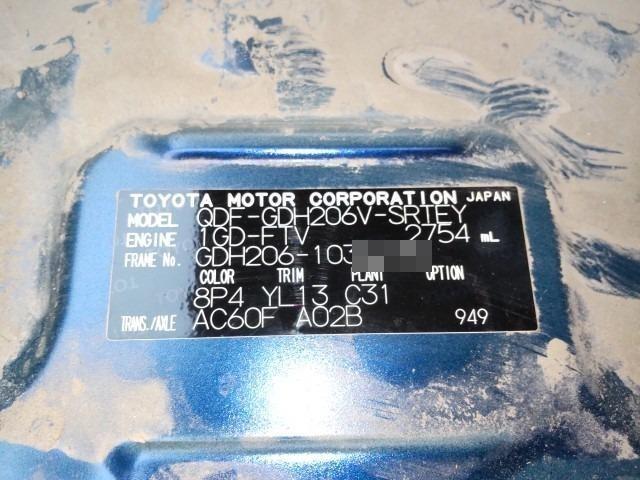 TOYOTA MOTOR CORPORATION JAPAN
MODEL QDF-GDH206V-SRTEY
ENGINE 1GD-FTV 2754 mL
FRAME No. GDH206-103
COLOR TRIM PLANT OPTION
8P4 YL13 C31
TRANS./AXLE AC60F A02B 949